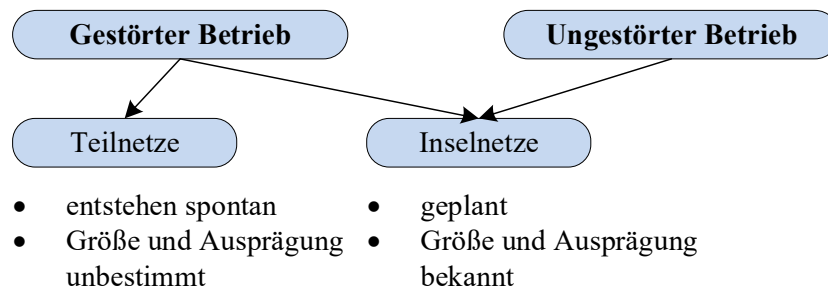 Gestörter Betrieb
Ungestörter Betrieb
Teilnetze
Inselnetze
• entstehen spontan
• Größe und Ausprägung
unbestimmt
• geplant
• Größe und Ausprägung
bekannt